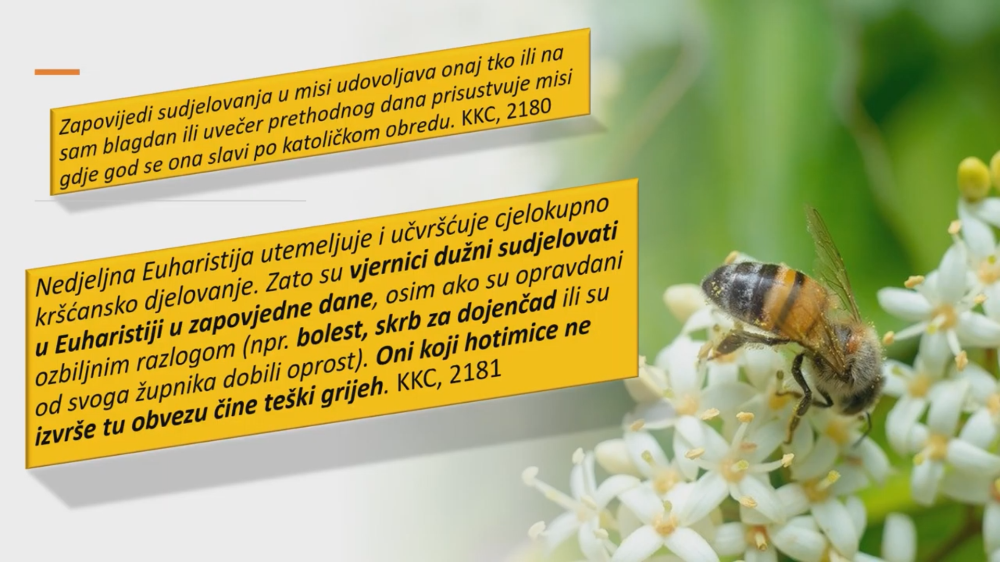 Zapovijedi sudjelovanja u misi udovoljava onaj tko ili na
sam blagdan ili uvečer prethodnog dana prisustvuje misi
gdje god se ona slavi po katoličkom obredu. KKC, 2180
Nedjeljna Euharistija utemeljuje i učvršćuje cjelokupno
kršćansko djelovanje. Zato su vjernici dužni sudjelovati
u Euharistiji u zapovjedne dane, osim ako su opravdani
ozbiljnim razlogom (npr. bolest, skrb za dojenčad ili su
od svoga župnika dobili oprost). Oni koji hotimice ne
izvrše tu obvezu čine teški grijeh. KKC, 2181